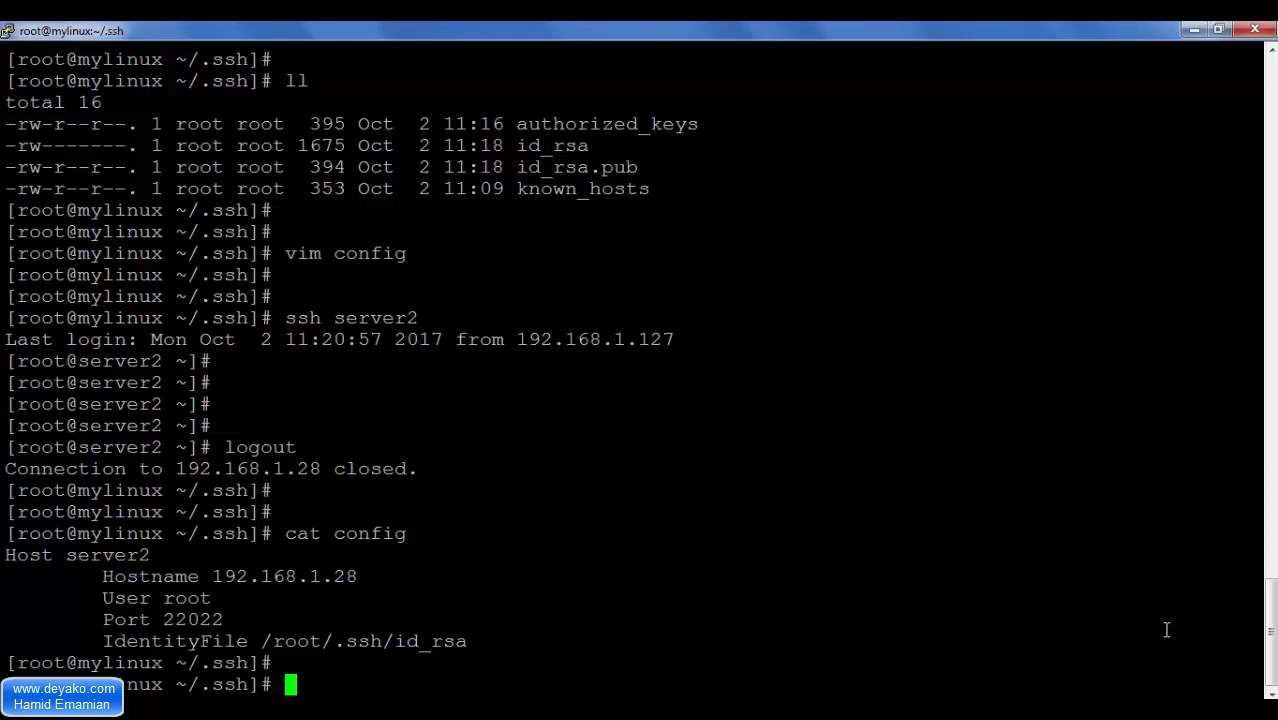 root@mylinux:~/.ssh
[root@mylinux ~/.ssh]#
[root@mylinux ~/.ssh]# ll
total 16
-rw-r--r--. 1 root root  395 Oct  2 11:16 authorized_keys
-rw-------. 1 root root 1675 Oct  2 11:18 id_rsa
-rw-r--r--. 1 root root  394 Oct  2 11:18 id_rsa.pub
-rw-r--r--. 1 root root  353 Oct  2 11:09 known_hosts
[root@mylinux ~/.ssh]#
[root@mylinux ~/.ssh]#
[root@mylinux ~/.ssh]# vim config
[root@mylinux ~/.ssh]#
[root@mylinux ~/.ssh]#
[root@mylinux ~/.ssh]# ssh server2
Last login: Mon Oct  2 11:20:57 2017 from 192.168.1.127
[root@server2 ~]#
[root@server2 ~]#
[root@server2 ~]#
[root@server2 ~]#
[root@server2 ~]# logout
Connection to 192.168.1.28 closed.
[root@mylinux ~/.ssh]#
[root@mylinux ~/.ssh]#
[root@mylinux ~/.ssh]# cat config
Host server2
        Hostname 192.168.1.28
        User root
        Port 22022
        IdentityFile /root/.ssh/id_rsa
[root@mylinux ~/.ssh]#
nux ~/.ssh]#
www.deyako.com
Hamid Emamian